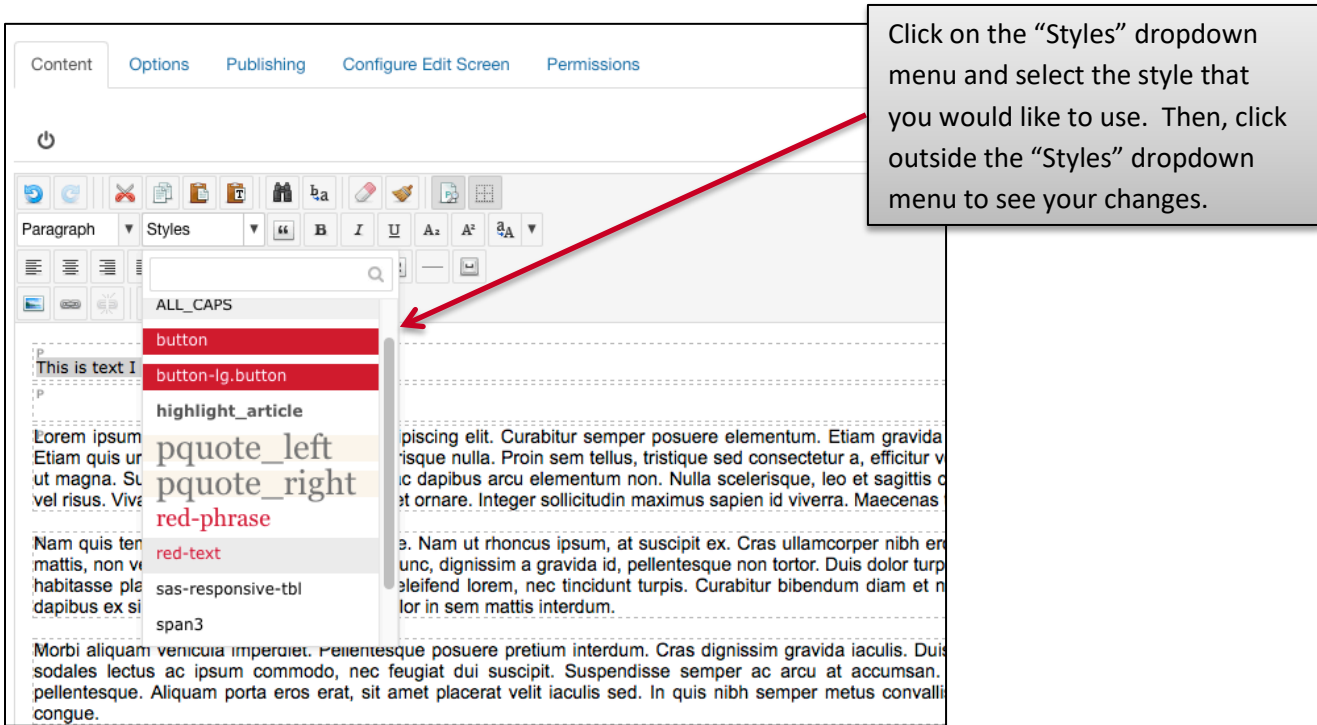 Click on the “Styles” dropdown
menu and select the style that
you would like to use. Then, click
outside the “Styles” dropdown
menu to see your changes.
Content Options Publishing Configure Edit Screen Permissions
Paragraph Styles B I U A₂ A²
ALL_CAPS
button
button-lg.button
highlight_article
pquote_left
pquote_right
red-phrase
red-text
sas-responsive-tbl
span3
P
This is text I
P
Lorem ipsum ipiscing elit. Curabitur semper posuere elementum. Etiam gravida
Etiam quis ur risque nulla. Proin sem tellus, tristique sed consectetur a, efficitur v
ut magna. Su c dapibus arcu elementum non. Nulla scelerisque, leo et sagittis
vel risus. Viva et ornare. Integer sollicitudin maximus sapien id viverra. Maecenas
Nam quis ten e. Nam ut rhoncus ipsum, at suscipit ex. Cras ullamcorper nibh ero
mattis, non ve unc, dignissim a gravida id, pellentesque non tortor. Duis dolor turp
habitasse pla eleifend lorem, nec tincidunt turpis. Curabitur bibendum diam et n
dapibus ex si lor in sem mattis interdum.
Morbi aliquam vehicula imperdiet. Pellentesque posuere pretium interdum. Cras dignissim gravida iaculis. Duis
sodales lectus ac ipsum commodo, nec feugiat dui suscipit. Suspendisse semper ac arcu at accumsan.
pellentesque. Aliquam porta eros erat, sit amet placerat velit iaculis sed. In quis nibh semper metus convallis
congue.